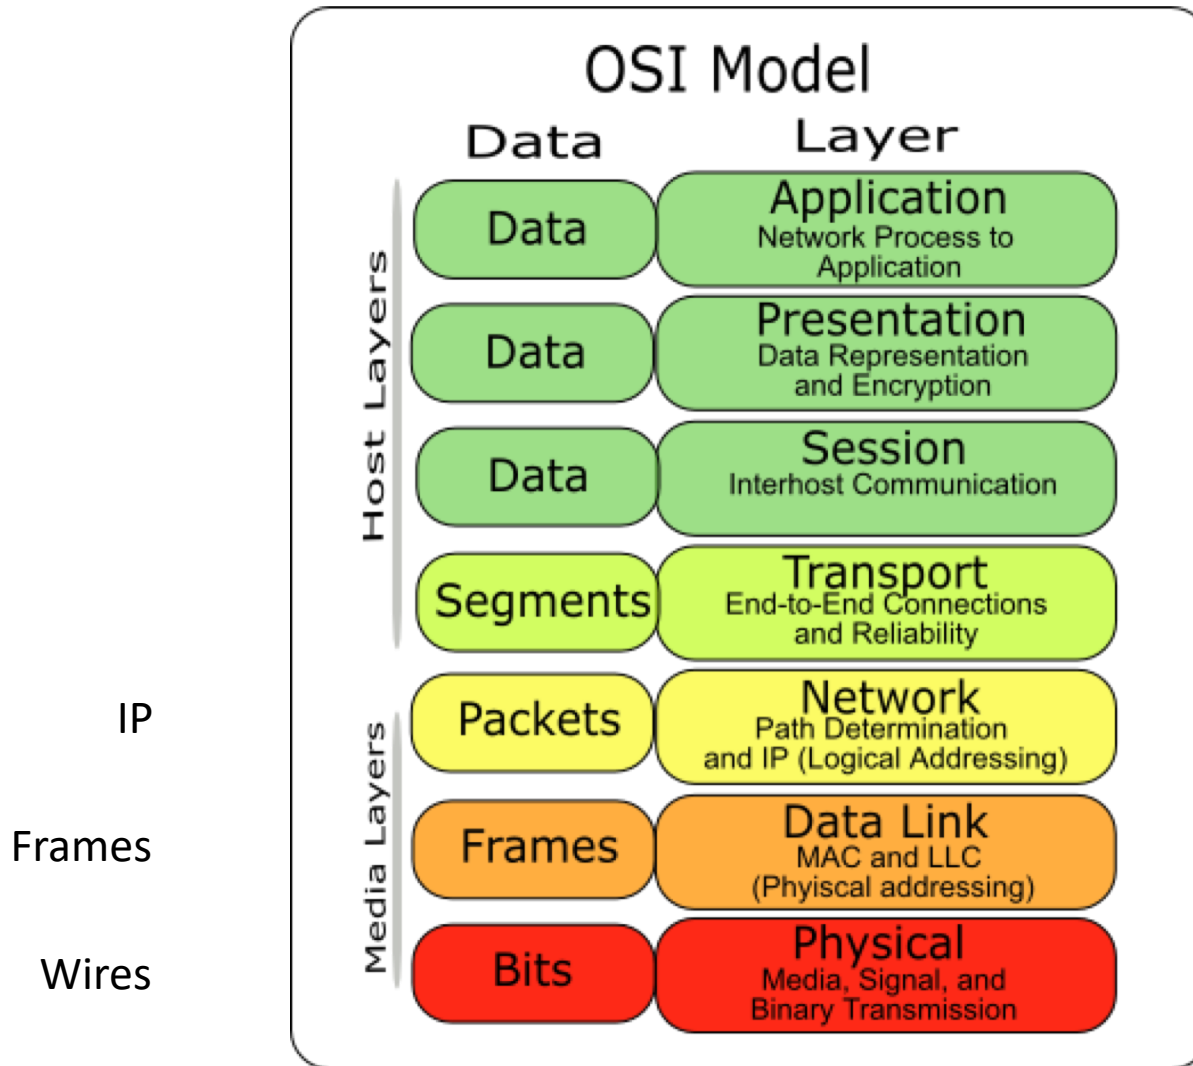 OSI Model
Data
Layer
Host Layers
Data
Application
Network Process to
Application
Data
Presentation
Data Representation
and Encryption
Data
Session
Interhost Communication
Segments
Transport
End-to-End Connections
and Reliability
IP
Media Layers
Packets
Network
Path Determination
and IP (Logical Addressing)
Frames
Frames
Data Link
MAC and LLC
(Phyiscal addressing)
Wires
Bits
Physical
Media, Signal, and
Binary Transmission